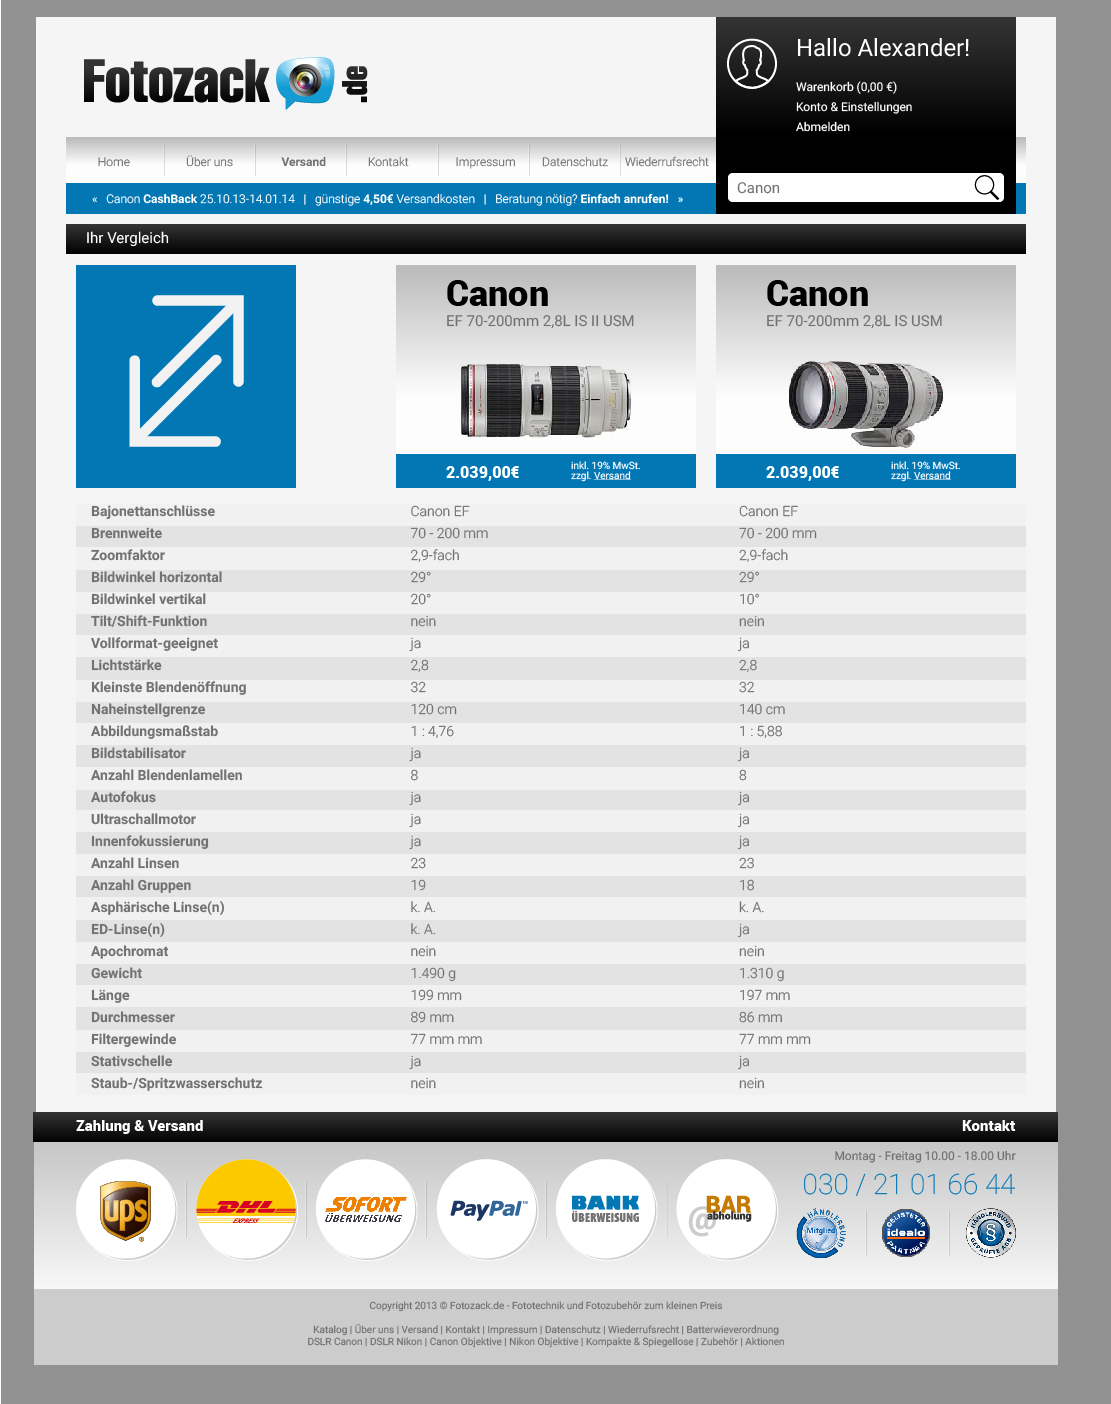 Fotozack .de
Hallo Alexander!
Warenkorb (0,00 €)
Konto & Einstellungen
Abmelden
Home Über uns Versand Kontakt Impressum Datenschutz Wiederrufsrecht
Canon
« Canon CashBack 25.10.13-14.01.14 | günstige 4,50€ Versandkosten | Beratung nötig? Einfach anrufen! »
Ihr Vergleich
Canon Canon
EF 70-200mm 2,8L IS II USM EF 70-200mm 2,8L IS USM
2.039,00€ inkl. 19% MwSt. 2.039,00€ inkl. 19% MwSt.
zzgl. Versand zzgl. Versand
Bajonettanschlüsse Canon EF Canon EF
Brennweite 70 - 200 mm 70 - 200 mm
Zoomfaktor 2,9-fach 2,9-fach
Bildwinkel horizontal 29° 29°
Bildwinkel vertikal 20° 10°
Tilt/Shift-Funktion nein nein
Vollformat-geeignet ja ja
Lichtstärke 2,8 2,8
Kleinste Blendenöffnung 32 32
Naheinstellgrenze 120 cm 140 cm
Abbildungsmaßstab 1 : 4,76 1 : 5,88
Bildstabilisator ja ja
Anzahl Blendenlamellen 8 8
Autofokus ja ja
Ultraschallmotor ja ja
Innenfokussierung ja ja
Anzahl Linsen 23 23
Anzahl Gruppen 19 18
Asphärische Linse(n) k. A. k. A.
ED-Linse(n) k. A. ja
Apochromat nein nein
Gewicht 1.490 g 1.310 g
Länge 199 mm 197 mm
Durchmesser 89 mm 86 mm
Filtergewinde 77 mm mm 77 mm mm
Stativschelle ja ja
Staub-/Spritzwasserschutz nein nein
Zahlung & Versand Kontakt
Montag - Freitag 10.00 - 18.00 Uhr
030 / 21 01 66 44
ups
DHL
EXPRESS
SOFORT
ÜBERWEISUNG
PayPal™
BANK
ÜBERWEISUNG
@BAR
abholung
HÄNDLERBUND
Mitglied
GELISTETER
idealo
PARTNER
HÄNDLERBUND
§
GEPRÜFTE AGB
Copyright 2013 © Fotozack.de - Fototechnik und Fotozubehör zum kleinen Preis
Katalog | Über uns | Versand | Kontakt | Impressum | Datenschutz | Wiederrufsrecht | Batterwieverordnung
DSLR Canon | DSLR Nikon | Canon Objektive | Nikon Objektive | Kompakte & Spiegellose | Zubehör | Aktionen